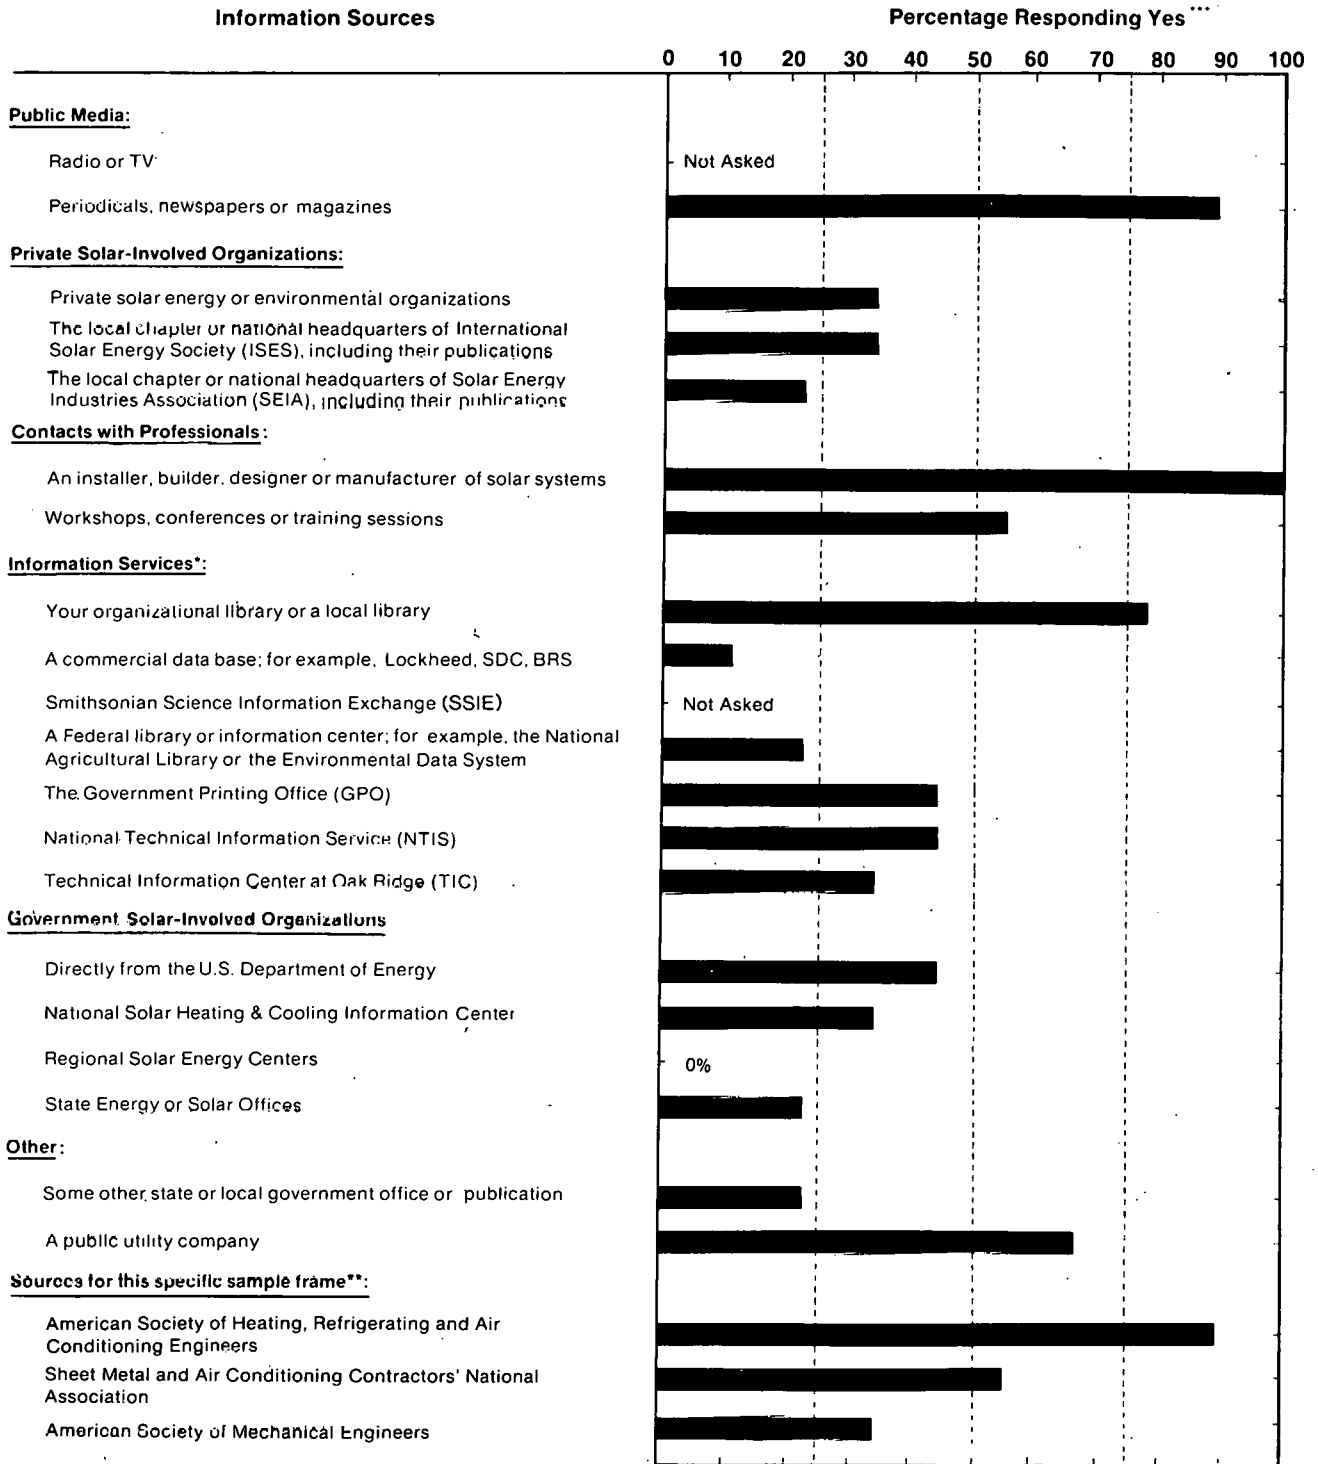 Information Sources
Percentage Responding Yes***
0 10 20 30 40 50 60 70 80 90 100
Public Media:
Radio or TV
Not Asked
Periodicals, newspapers or magazines
Private Solar-Involved Organizations:
Private solar energy or environmental organizations
The local chapter or national headquarters of International
Solar Energy Society (ISES), including their publications
The local chapter or national headquarters of Solar Energy
Industries Association (SEIA), including their publications
Contacts with Professionals:
An installer, builder, designer or manufacturer of solar systems
Workshops, conferences or training sessions
Information Services*:
Your organizational library or a local library
A commercial data base; for example, Lockheed, SDC, BRS
Smithsonian Science Information Exchange (SSIE)
Not Asked
A Federal library or information center; for example, the National
Agricultural Library or the Environmental Data System
The Government Printing Office (GPO)
National Technical Information Service (NTIS)
Technical Information Center at Oak Ridge (TIC)
Government Solar-Involved Organizations
Directly from the U.S. Department of Energy
National Solar Heating & Cooling Information Center
Regional Solar Energy Centers
0%
State Energy or Solar Offices
Other:
Some other state or local government office or publication
A public utility company
Sources for this specific sample frame**:
American Society of Heating, Refrigerating and Air
Conditioning Engineers
Sheet Metal and Air Conditioning Contractors' National
Association
American Society of Mechanical Engineers